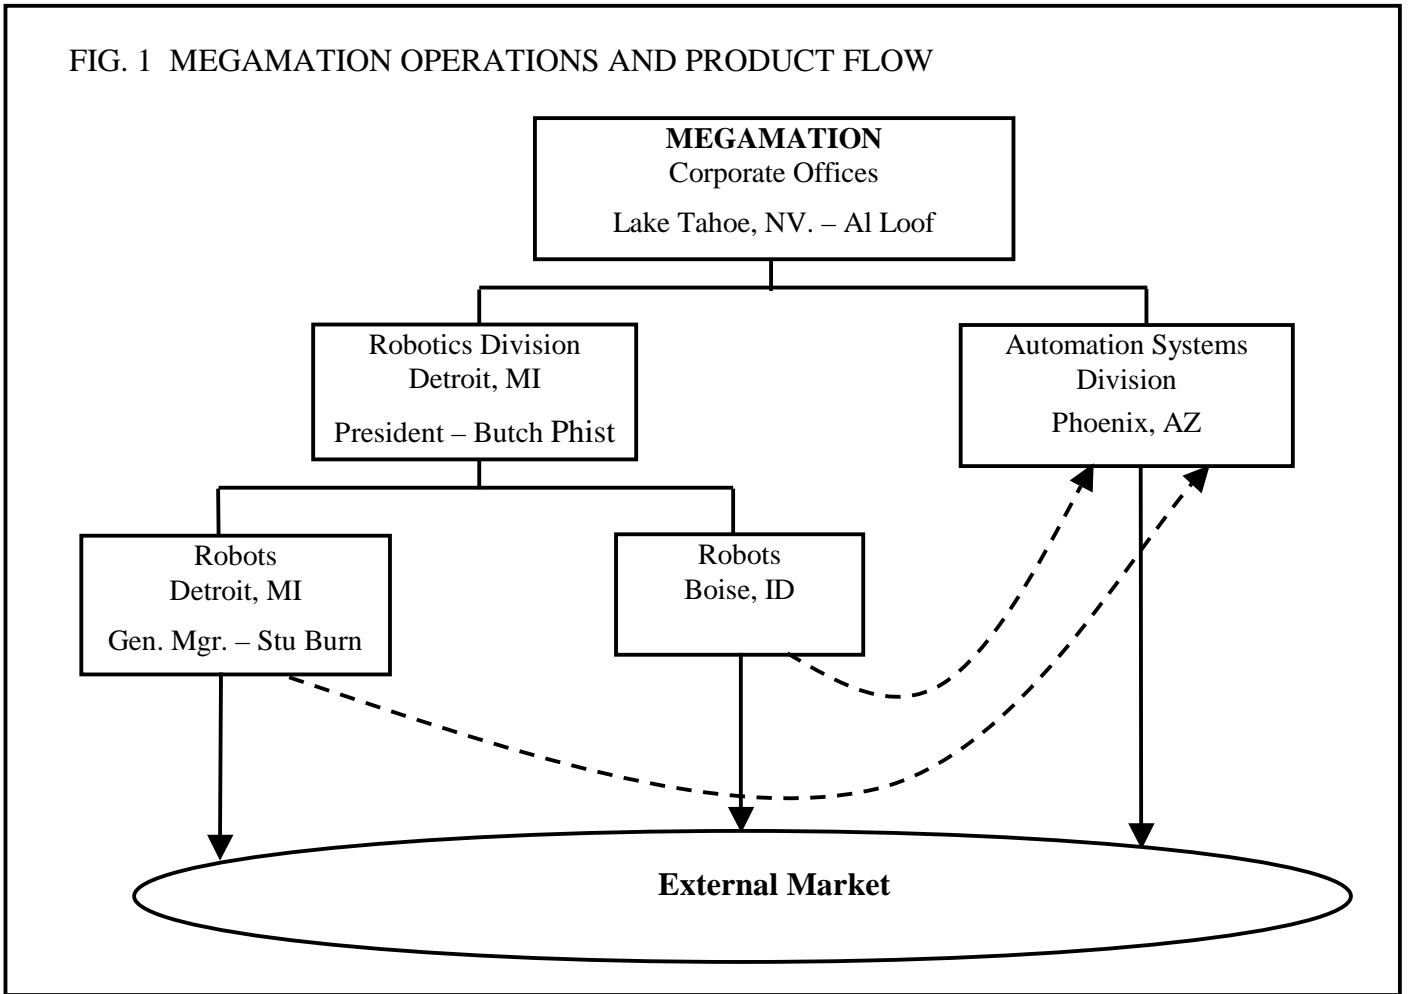 FIG. 1 MEGAMATION OPERATIONS AND PRODUCT FLOW
MEGAMATION
Corporate Offices
Lake Tahoe, NV. – Al Loof
Robotics Division
Detroit, MI
President – Butch Phist
Automation Systems
Division
Phoenix, AZ
Robots
Detroit, MI
Gen. Mgr. – Stu Burn
Robots
Boise, ID
External Market